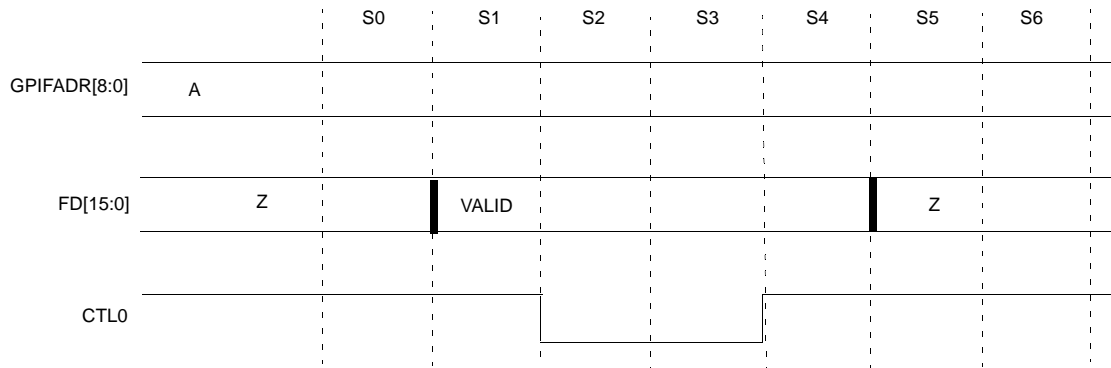 S0 S1 S2 S3 S4 S5 S6
GPIFADR[8:0] A
FD[15:0] Z VALID Z
CTL0